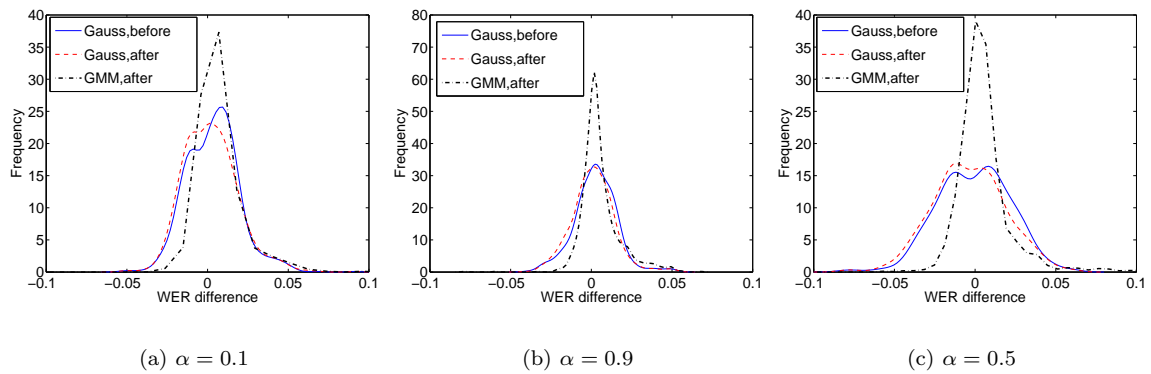 40
35
30
25
20
15
10
5
0
Frequency
Gauss,before
Gauss,after
GMM,after
−0.1 −0.05 0 0.05 0.1
WER difference
(a) α = 0.1
80
70
60
50
40
30
20
10
0
Frequency
Gauss,before
Gauss,after
GMM,after
−0.1 −0.05 0 0.05 0.1
WER difference
(b) α = 0.9
40
35
30
25
20
15
10
5
0
Frequency
Gauss,before
Gauss,after
GMM,after
−0.1 −0.05 0 0.05 0.1
WER difference
(c) α = 0.5